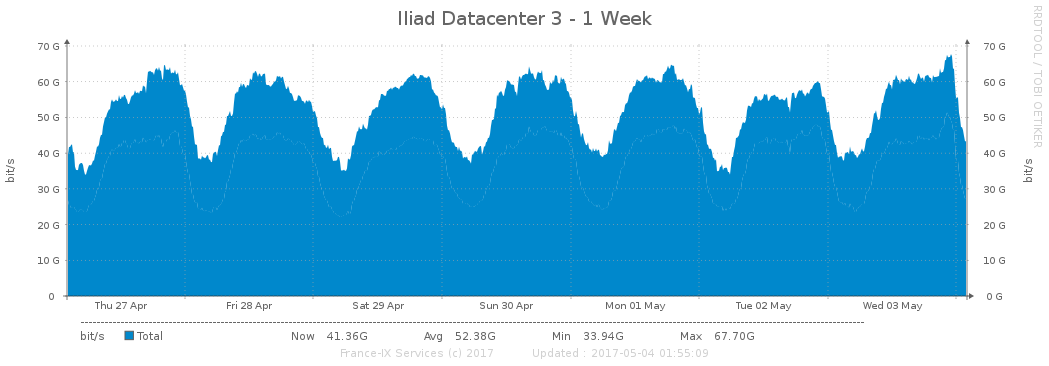 Iliad Datacenter 3 - 1 Week
RRDTOOL / TOBI OETIKER
bit/s
70 G
60 G
50 G
40 G
30 G
20 G
10 G
0
70 G
60 G
50 G
40 G
30 G
20 G
10 G
0 G
bit/s
Thu 27 Apr Fri 28 Apr Sat 29 Apr Sun 30 Apr Mon 01 May Tue 02 May Wed 03 May
bit/s Total Now 41.36G Avg 52.38G Min 33.94G Max 67.70G
France-IX Services (c) 2017 Updated : 2017-05-04 01:55:09